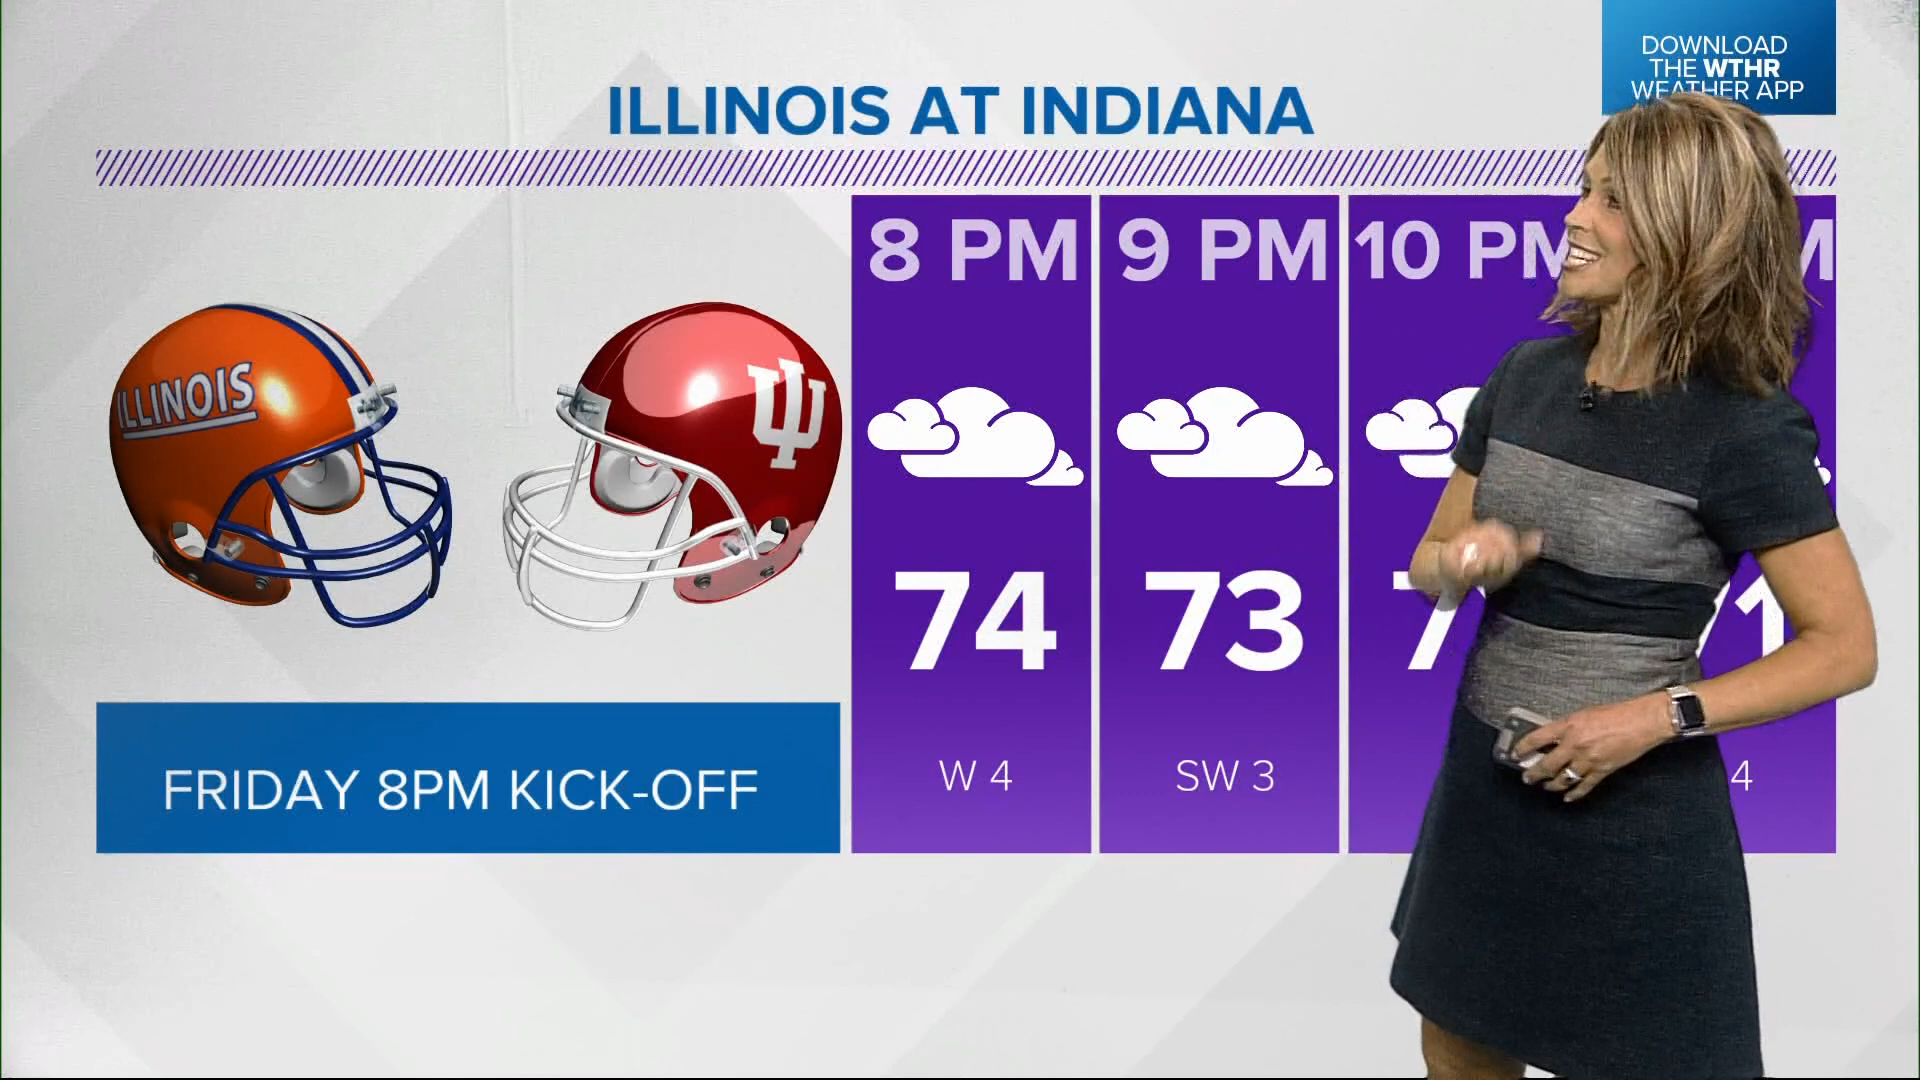 DOWNLOAD
THE WTHR
WEATHER APP
ILLINOIS AT INDIANA
8 PM
9 PM
10 PM
ILLINOIS
74
73
71
W 4
SW 3
4
FRIDAY 8PM KICK-OFF